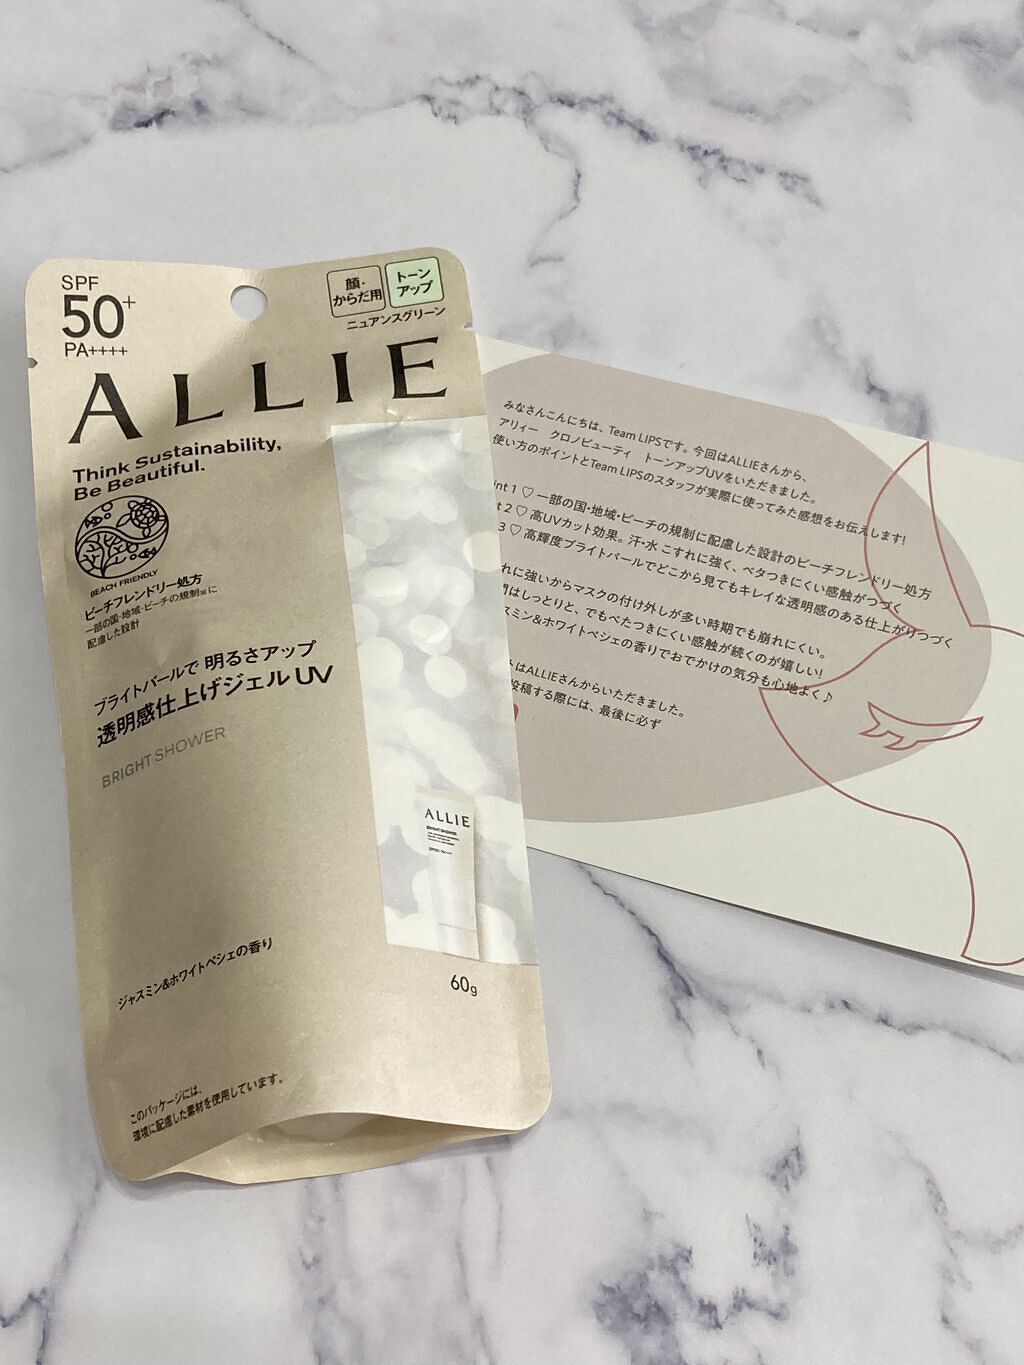 SPF
50+
PA++++
顔・
からだ用
トーン
アップ
ニュアンスグリーン
ALLIE
Think Sustainability,
Be Beautiful.
BEACH FRIENDLY
ビーチフレンドリー処方
一部の国・地域・ビーチの規制※に
配慮した設計
ブライトパールで 明るさアップ
透明感仕上げジェル UV
BRIGHT SHOWER
ALLIE
BRIGHT SHOWER
ジャスミン&ホワイトペシェの香り
60g
このパッケージには、
環境に配慮した素材を使用しています。
みなさんこんにちは、Team LIPSです。今回はALLIEさんから、
アリィー クロノビューティ トーンアップUVをいただきました。
使い方のポイントとTeam LIPSのスタッフが実際に使ってみた感想をお伝えします!
int 1 ♡ 一部の国・地域・ビーチの規制に配慮した設計のビーチフレンドリー処方
t 2 ♡ 高UVカット効果。汗・水 こすれに強く、ベタつきにくい感触がつづく
3 ♡ 高輝度ブライトパールでどこから見てもキレイな透明感のある仕上がりつづく
れに強いからマスクの付け外しが多い時期でも崩れにくい。
はしっとりと、でもべたつきにくい感触が続くのが嬉しい!
スミン&ホワイトペシェの香りでおでかけの気分も心地よく♪
トはALLIEさんからいただきました。
投稿する際には、最後に必ず